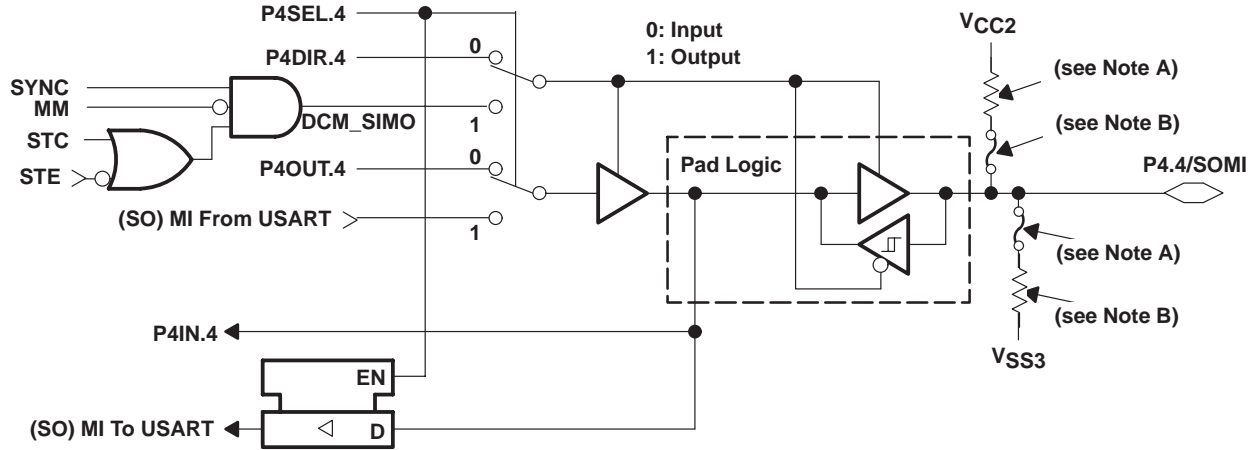 P4SEL.4
P4DIR.4
0
1
0: Input
1: Output
SYNC
MM
STC
STE
DCM_SIMO
P4OUT.4
0
1
(SO) MI From USART
Pad Logic
VCC2
(see Note A)
(see Note B)
P4.4/SOMI
(see Note A)
(see Note B)
VSS3
P4IN.4
EN
D
(SO) MI To USART